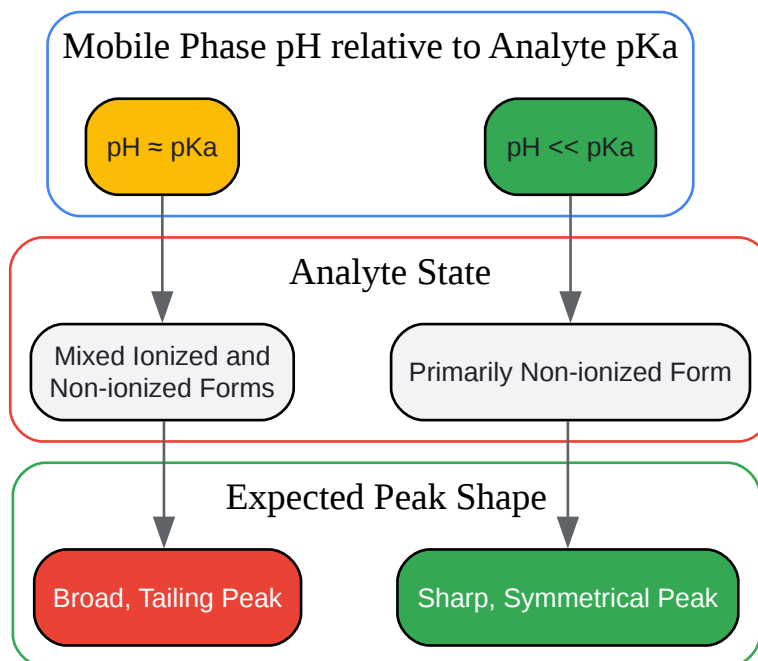 Mobile Phase pH relative to Analyte pKa
pH ≈ pKa
pH << pKa
Analyte State
Mixed Ionized and
Non-ionized Forms
Primarily Non-ionized Form
Expected Peak Shape
Broad, Tailing Peak
Sharp, Symmetrical Peak